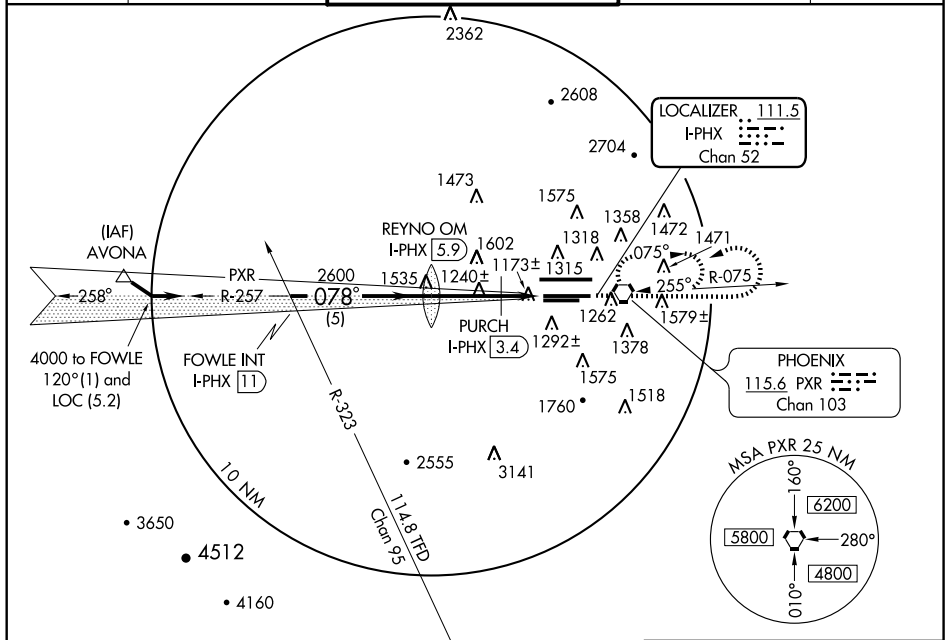 2362
2608
LOCALIZER 111.5
I-PHX
Chan 52
2704
1473
1575
1358
1472
(IAF)
AVONA
REYNO OM
I-PHX 5.9
1602
1318
075°
1471
1173±
1315
PXR
2600
1535
1240±
258°
R-257
078°
(5)
255°
R-075
1262
1579±
4000 to FOWLE
120°(1) and
LOC (5.2)
FOWLE INT
I-PHX 11
PURCH
I-PHX 3.4
1292±
1378
PHOENIX
115.6 PXR
Chan 103
1575
1760
1518
R-323
2555
3141
10 NM
114.8 TFD
Chan 95
3650
4512
4160
MSA PXR 25 NM
160°
6200
5800
280°
4800
010°